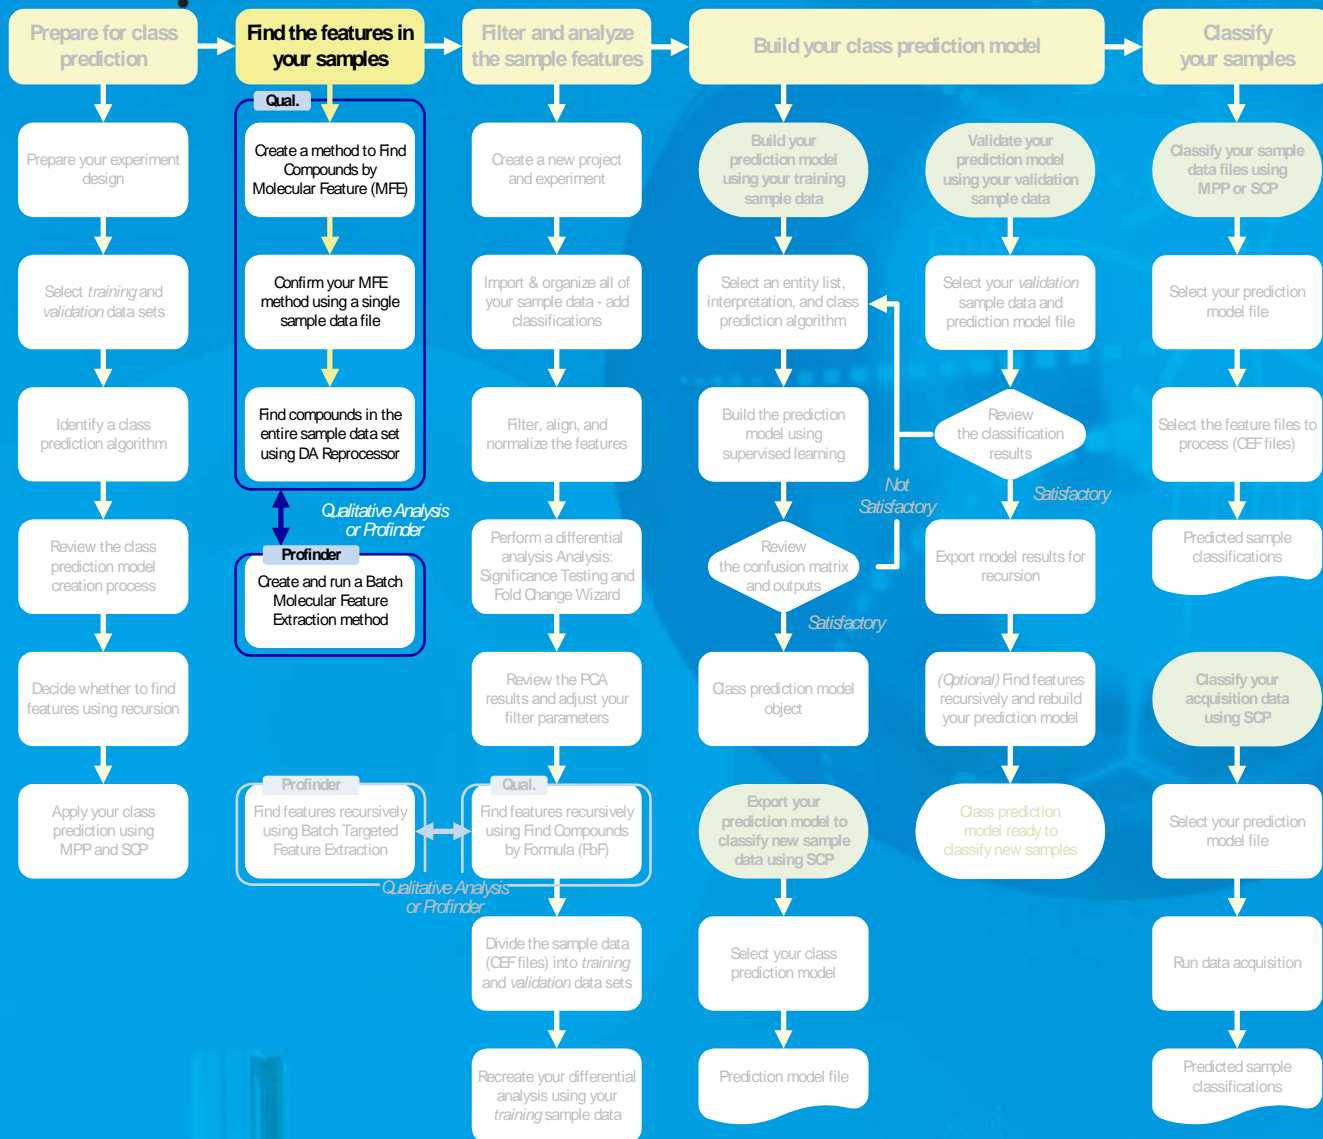 Prepare for class
prediction
Find the features in
your samples
Filter and analyze
the sample features
Build your class prediction model
Classify
your samples
Prepare your experiment
design
Select training and
validation data sets
Identify a class
prediction algorithm
Review the class
prediction model
creation process
Decide whether to find
features using recursion
Apply your class
prediction using
MPP and SCP
Qual.
Create a method to Find
Compounds by
Molecular Feature (MFE)
Confirm your MFE
method using a single
sample data file
Find compounds in the
entire sample data set
using DA Reprocessor
Qualitative Analysis
or Profinder
Profinder
Create and run a Batch
Molecular Feature
Extraction method
Profinder
Find features recursively
using Batch Targeted
Feature Extraction
Qualitative Analysis
or Profinder
Create a new project
and experiment
Import & organize all of
your sample data - add
classifications
Filter, align, and
normalize the features
Perform a differential
analysis Analysis:
Significance Testing and
Fold Change Wizard
Review the PCA
results and adjust your
filter parameters
Qual.
Find features recursively
using Find Compounds
by Formula (FbF)
Divide the sample data
(CEF files) into training
and validation data sets
Recreate your differential
analysis using your
training sample data
Build your
prediction model
using your training
sample data
Select an entity list,
interpretation, and class
prediction algorithm
Build the prediction
model using
supervised learning
Review
the confusion matrix
and outputs
Not
Satisfactory
Satisfactory
Class prediction model
object
Export your
prediction model to
classify new sample
data using SCP
Select your class
prediction model
Prediction model file
Validate your
prediction model
using your validation
sample data
Select your validation
sample data and
prediction model file
Review
the classification
results
Satisfactory
Export model results for
recursion
(Optional) Find features
recursively and rebuild
your prediction model
Class prediction
model ready to
classify new samples
Classify your sample
data files using
MPP or SCP
Select your prediction
model file
Select the feature files to
process (CEF files)
Predicted sample
classifications
Classify your
acquisition data
using SCP
Select your prediction
model file
Run data acquisition
Predicted sample
classifications